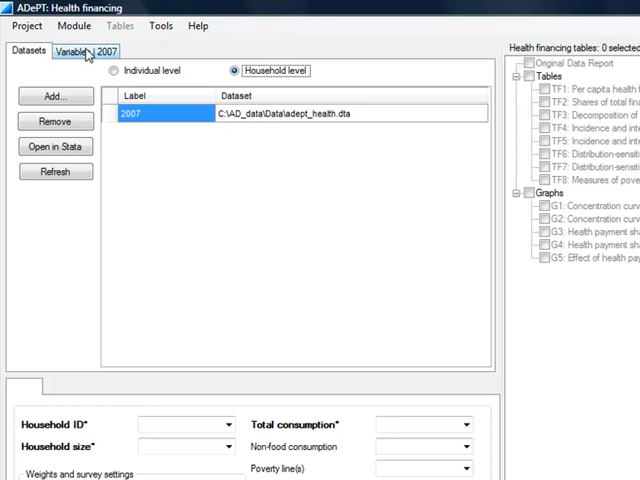 ADePT: Health financing
Project Module Tables Tools Help
Datasets Variable 2007
Health financing tables: 0 selected
Individual level Household level
Original Data Report
Add...
Label Dataset
Tables
2007 C:\AD_data\Data\adept_health.dta
TF1: Per capita health
TF2: Shares of total finan
Remove
TF3: Decomposition of
TF4: Incidence and inte
Open in Stata
TF5: Incidence and inte
TF6: Distribution-sensiti
Refresh
TF7: Distribution-sensiti
TF8: Measures of pove
Graphs
G1: Concentration curv
G2: Concentration curv
G3: Health payment sha
G4: Health payment sha
G5: Effect of health pay
Household ID* Total consumption*
Household size* Non-food consumption
Poverty line(s)
Weights and survey settings